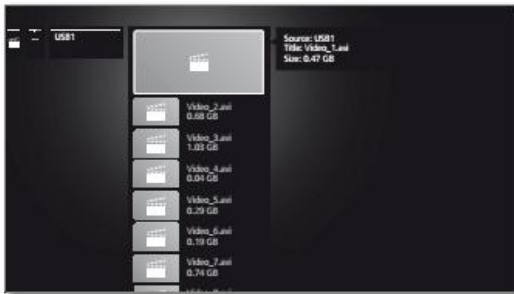 USB1
Source: USB1
Title: Video_1.avi
Size: 0.47 GB
Video_2.avi
0.68 GB
Video_3.avi
1.03 GB
Video_4.avi
0.04 GB
Video_5.avi
0.29 GB
Video_6.avi
0.19 GB
Video_7.avi
0.74 GB